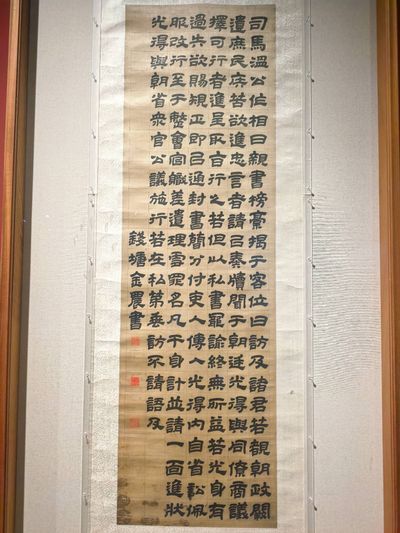 司馬溫公作相日親書榜稾揭于客位曰訪及諸君若覩朝政闕
遺庶民疾苦欲進忠言者請㠯奏牘聞于朝廷光得與同僚商議
擇可行者進呈取旨行之若但以私書寵諭終無所益若光身有
過失欲賜規正即㠯通封書簡分付吏人傳入光得內自省訟佩
服改行至于整會官職差遣理雪罪名凡干身計並請一面進狀
光得與朝省眾官公議施行若在私第垂訪不請語及
錢塘金農書